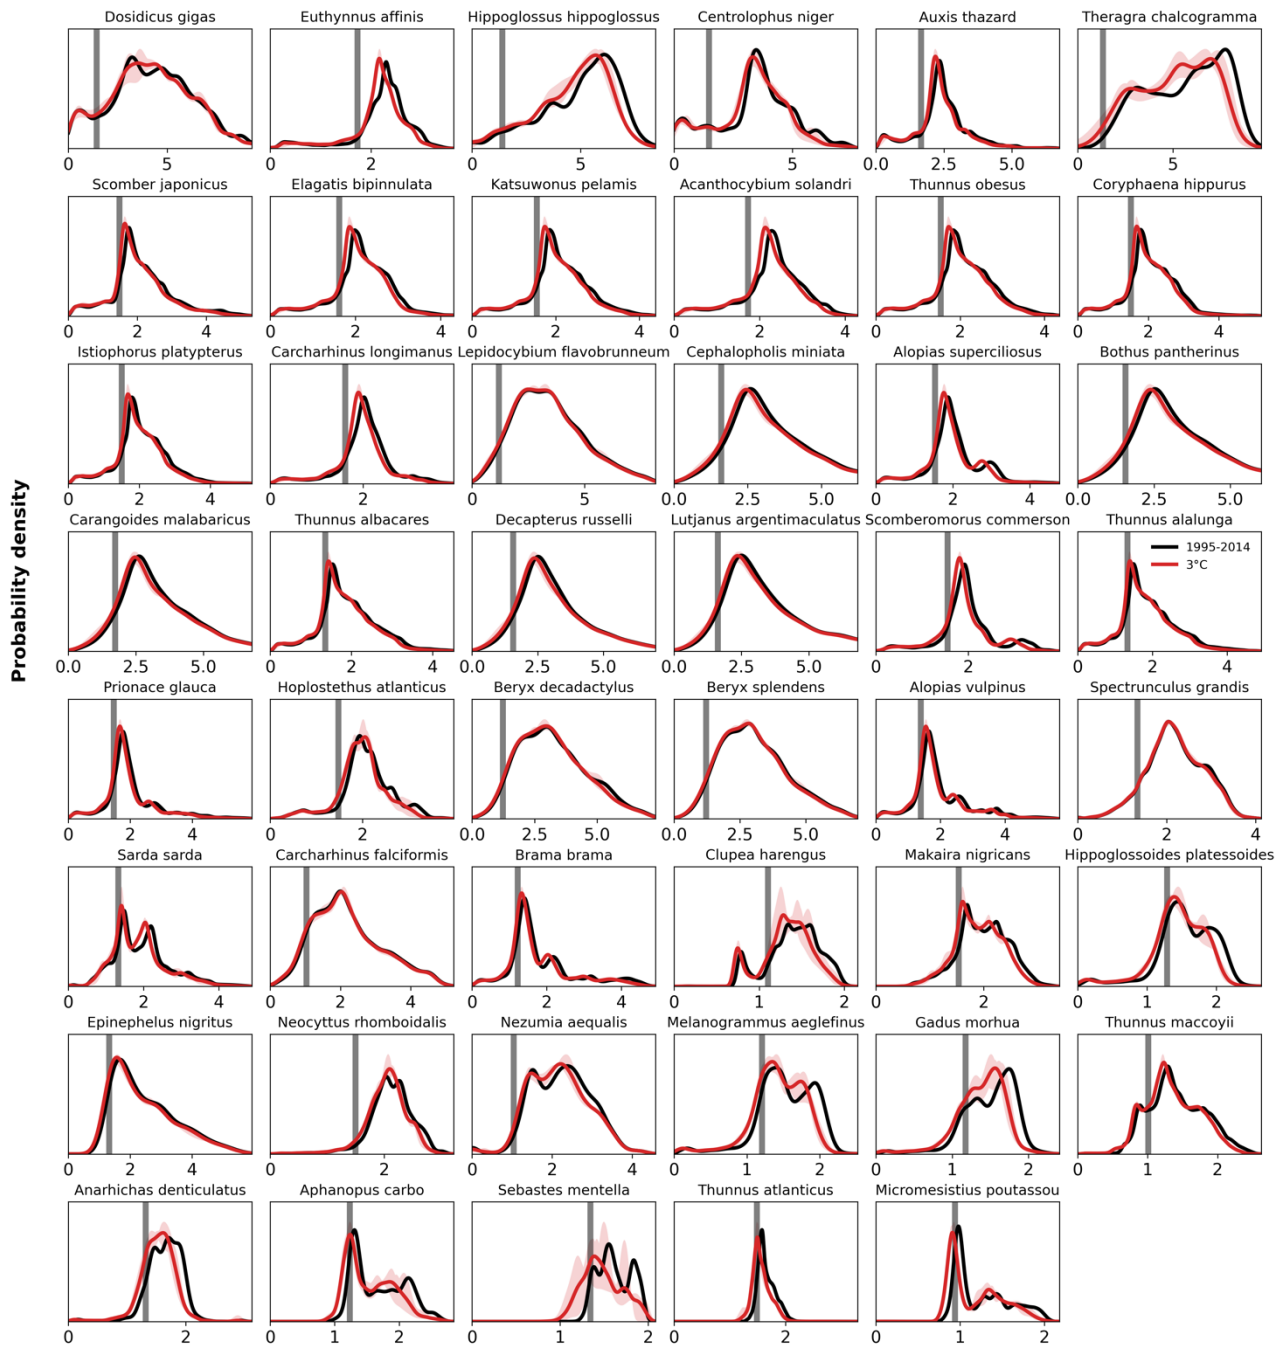 Dosidicus gigas
Euthynnus affinis
Hippoglossus hippoglossus
Centrolophus niger
Auxis thazard
Theragra chalcogramma
0 5
0 2
0 5
0 5
0.0 2.5 5.0
5
Scomber japonicus
Elagatis bipinnulata
Katsuwonus pelamis
Acanthocybium solandri
Thunnus obesus
Coryphaena hippurus
0 2 4
0 2 4
0 2 4
0 2 4
0 2 4
0 2 4
Istiophorus platypterus
Carcharhinus longimanus
Lepidocybium flavobrunneum
Cephalopholis miniata
Alopias superciliosus
Bothus pantherinus
0 2 4
0 2
0 5
0.0 2.5 5.0
0 2 4
0.0 2.5 5.0
Probability density
Carangoides malabaricus
Thunnus albacares
Decapterus russelli
Lutjanus argentimaculatus
Scomberomorus commerson
Thunnus alalunga
1995-2014
3°C
0.0 2.5 5.0
0 2 4
0.0 2.5 5.0
0.0 2.5 5.0
0 2
0 2 4
Prionace glauca
Hoplostethus atlanticus
Beryx decadactylus
Beryx splendens
Alopias vulpinus
Spectrunculus grandis
0 2 4
0 2
0.0 2.5 5.0
0.0 2.5 5.0
0 2 4
0 2 4
Sarda sarda
Carcharhinus falciformis
Brama brama
Clupea harengus
Makaira nigricans
Hippoglossoides platessoides
0 2 4
0 2 4
0 2 4
0 1 2
0 2
0 1 2
Epinephelus nigritus
Neocyttus rhomboidalis
Nezumia aequalis
Melanogrammus aeglefinus
Gadus morhua
Thunnus maccoyii
0 2 4
0 2
0 2 4
0 1 2
0 1 2
0 1 2
Anarhichas denticulatus
Aphanopus carbo
Sebastes mentella
Thunnus atlanticus
Micromesistius poutassou
0 2
0 1 2
0 1 2
0 2
0 1 2